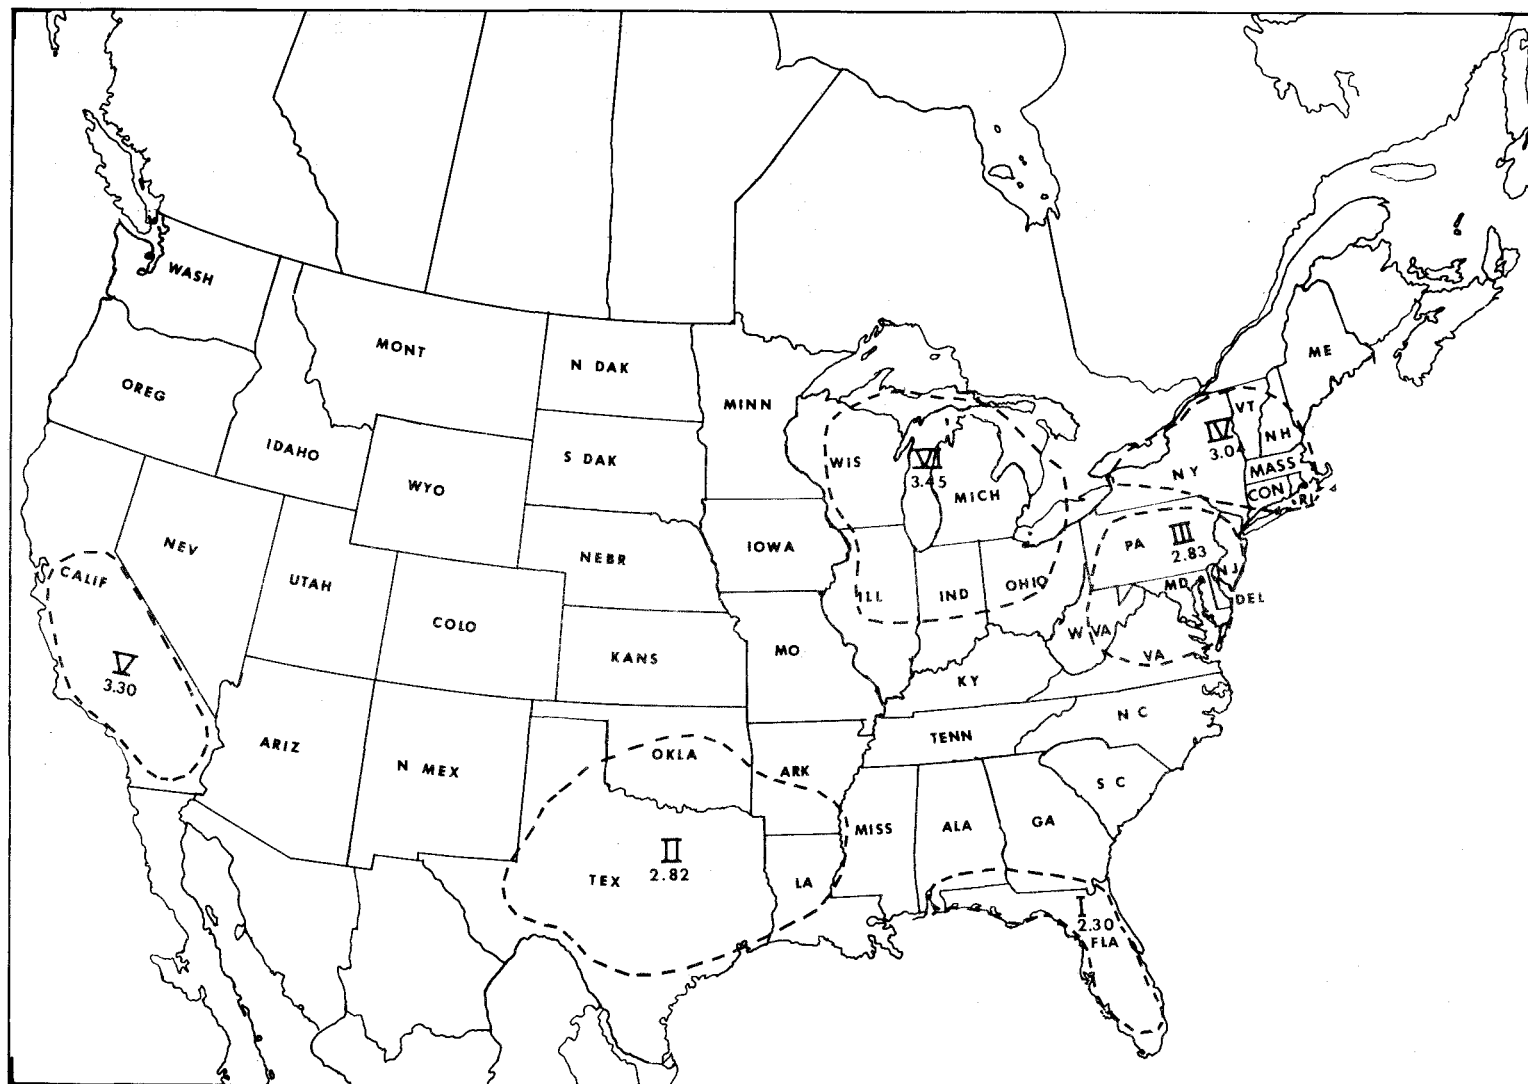 WASH
MONT
N DAK
MINN
ME
OREG
IDAHO
S DAK
WIS
VI
3.45
MICH
VT
IV
3.04
NH
NY
MASS
CON
RI
WYO
NEV
NEBR
IOWA
PA
III
2.83
CALIF
UTAH
COLO
ILL
IND
OHIO
MD
NJ
DEL
V
3.30
KANS
MO
W VA
VA
KY
NC
ARIZ
N MEX
OKLA
ARK
TENN
SC
II
2.82
TEX
LA
MISS
ALA
GA
I
2.30
FLA